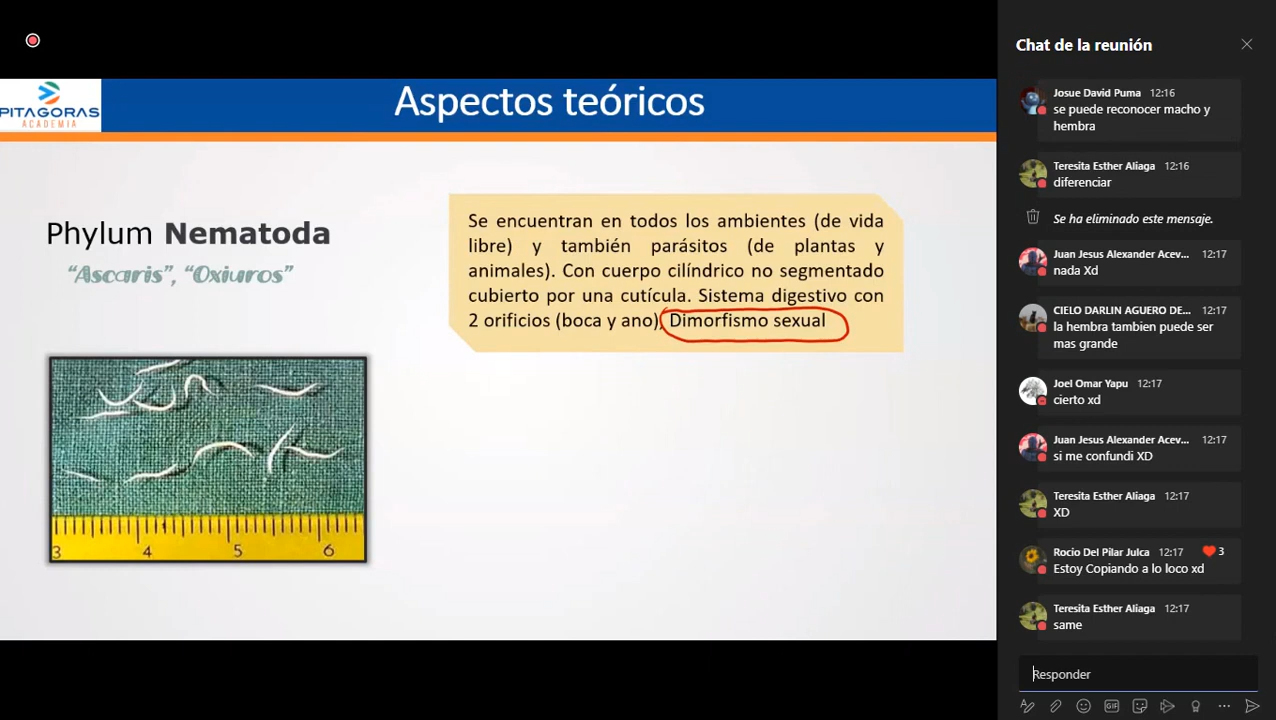 PITAGORAS
ACADEMIA
Aspectos teóricos
Phylum Nematoda
“Ascaris”, “Oxiuros”
Se encuentran en todos los ambientes (de vida
libre) y también parásitos (de plantas y
animales). Con cuerpo cilíndrico no segmentado
cubierto por una cutícula. Sistema digestivo con
2 orificios (boca y ano), Dimorfismo sexual
3 4 5 6
Chat de la reunión
Josue David Puma 12:16
se puede reconocer macho y
hembra
Teresita Esther Aliaga 12:16
diferenciar
Se ha eliminado este mensaje.
Juan Jesus Alexander Acev... 12:17
nada Xd
CIELO DARLIN AGUERO DE... 12:17
la hembra tambien puede ser
mas grande
Joel Omar Yapu 12:17
cierto xd
Juan Jesus Alexander Acev... 12:17
si me confundi XD
Teresita Esther Aliaga 12:17
XD
Rocio Del Pilar Julca 12:17 3
Estoy Copiando a lo loco xd
Teresita Esther Aliaga 12:17
same
Responder
GIF